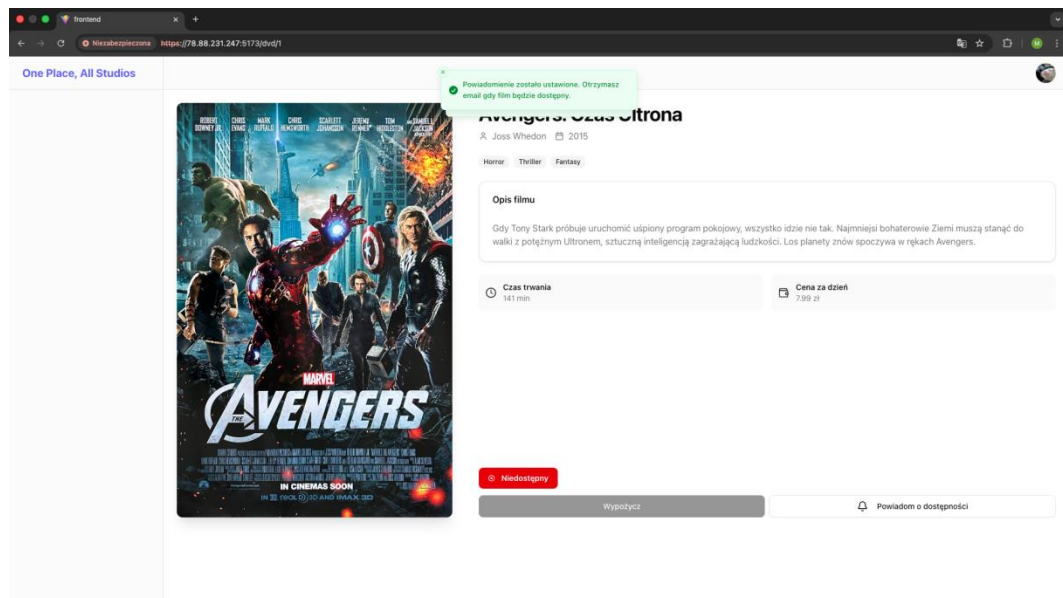 frontend
Niezabezpieczona https://78.88.231.247:5173/dvd/1
M
One Place, All Studios
Powiadomienie zostało ustawione. Otrzymasz
email gdy film będzie dostępny.
Avengers: Czas Ultrona
Joss Whedon 2015
Horror Thriller Fantasy
Opis filmu
Gdy Tony Stark próbuje uruchomić uśpiony program pokojowy, wszystko idzie nie tak. Najmniejsi bohaterowie Ziemi muszą stanąć do
walki z potężnym Ultronem, sztuczną inteligencją zagrażającą ludzkości. Los planety znów spoczywa w rękach Avengers.
Czas trwania
141 min
Cena za dzień
7.99 zł
ROBERT DOWNEY JR. CHRIS EVANS MARK RUFFALO CHRIS HEMSWORTH SCARLETT JOHANSSON JEREMY RENNER TOM HIDDLESTON SAMUEL L. JACKSON
MARVEL
THE AVENGERS
IN CINEMAS SOON
IN REAL D 3D AND IMAX 3D
Niedostępny
Wypożycz
Powiadom o dostępności